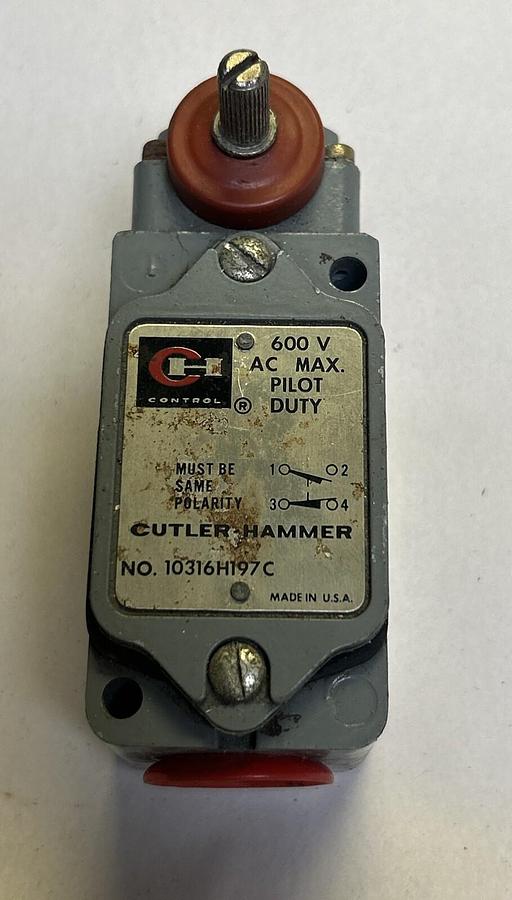 CH
CONTROL ®
600 V
AC MAX.
PILOT
DUTY
MUST BE
SAME
POLARITY
1 2
3 4
CUTLER-HAMMER
NO. 10316H197C
MADE IN U.S.A.